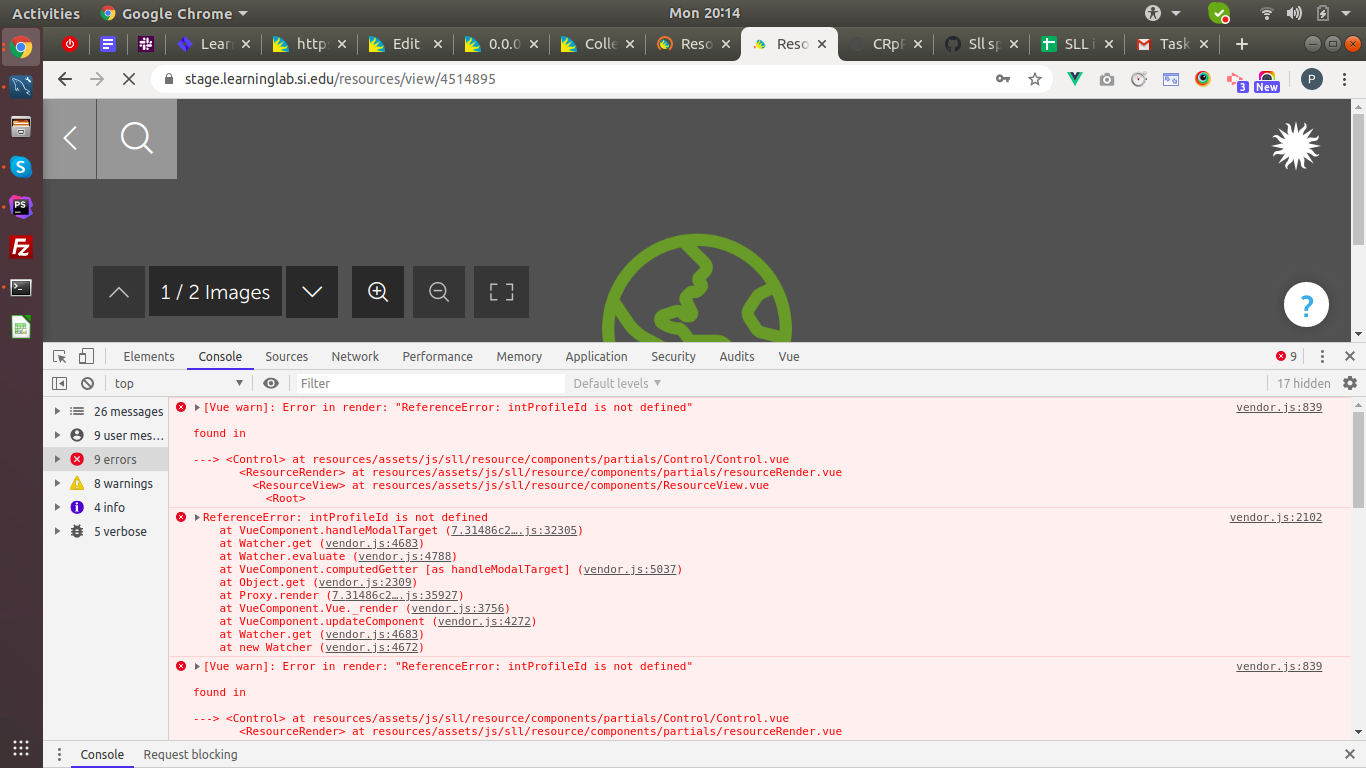 Activities
Google Chrome
Mon 20:14
Lear
http
Edit
0.0.0
Colle
Reso
Reso
CRpF
Sll sp
SLL i
Task
stage.learninglab.si.edu/resources/view/4514895
3
New
P
1 / 2 Images
?
Elements
Console
Sources
Network
Performance
Memory
Application
Security
Audits
Vue
9
top
Filter
Default levels
17 hidden
26 messages
9 user mes...
9 errors
8 warnings
4 info
5 verbose
[Vue warn]: Error in render: "ReferenceError: intProfileId is not defined"
vendor.js:839
found in
---> <Control> at resources/assets/js/sll/resource/components/partials/Control/Control.vue
<ResourceRender> at resources/assets/js/sll/resource/components/partials/resourceRender.vue
<ResourceView> at resources/assets/js/sll/resource/components/ResourceView.vue
<Root>
ReferenceError: intProfileId is not defined
vendor.js:2102
at VueComponent.handleModalTarget (7.31486c2….js:32305)
at Watcher.get (vendor.js:4683)
at Watcher.evaluate (vendor.js:4788)
at VueComponent.computedGetter [as handleModalTarget] (vendor.js:5037)
at Object.get (vendor.js:2309)
at Proxy.render (7.31486c2….js:35927)
at VueComponent.Vue._render (vendor.js:3756)
at VueComponent.updateComponent (vendor.js:4272)
at Watcher.get (vendor.js:4683)
at new Watcher (vendor.js:4672)
[Vue warn]: Error in render: "ReferenceError: intProfileId is not defined"
vendor.js:839
found in
---> <Control> at resources/assets/js/sll/resource/components/partials/Control/Control.vue
<ResourceRender> at resources/assets/js/sll/resource/components/partials/resourceRender.vue
Console
Request blocking